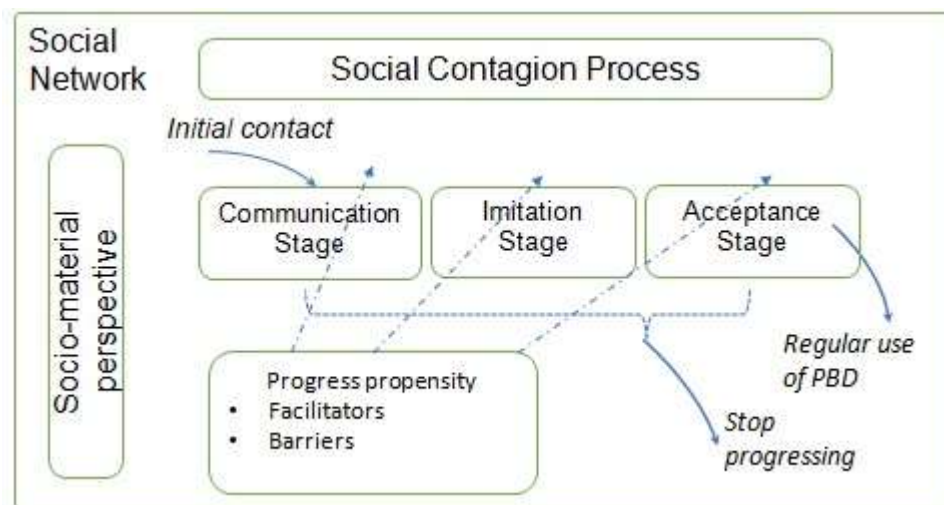 Social
Network
Social Contagion Process
Initial contact
Socio-material
perspective
Communication
Stage
Imitation
Stage
Acceptance
Stage
Progress propensity
• Facilitators
• Barriers
Regular use
of PBD
Stop
progressing